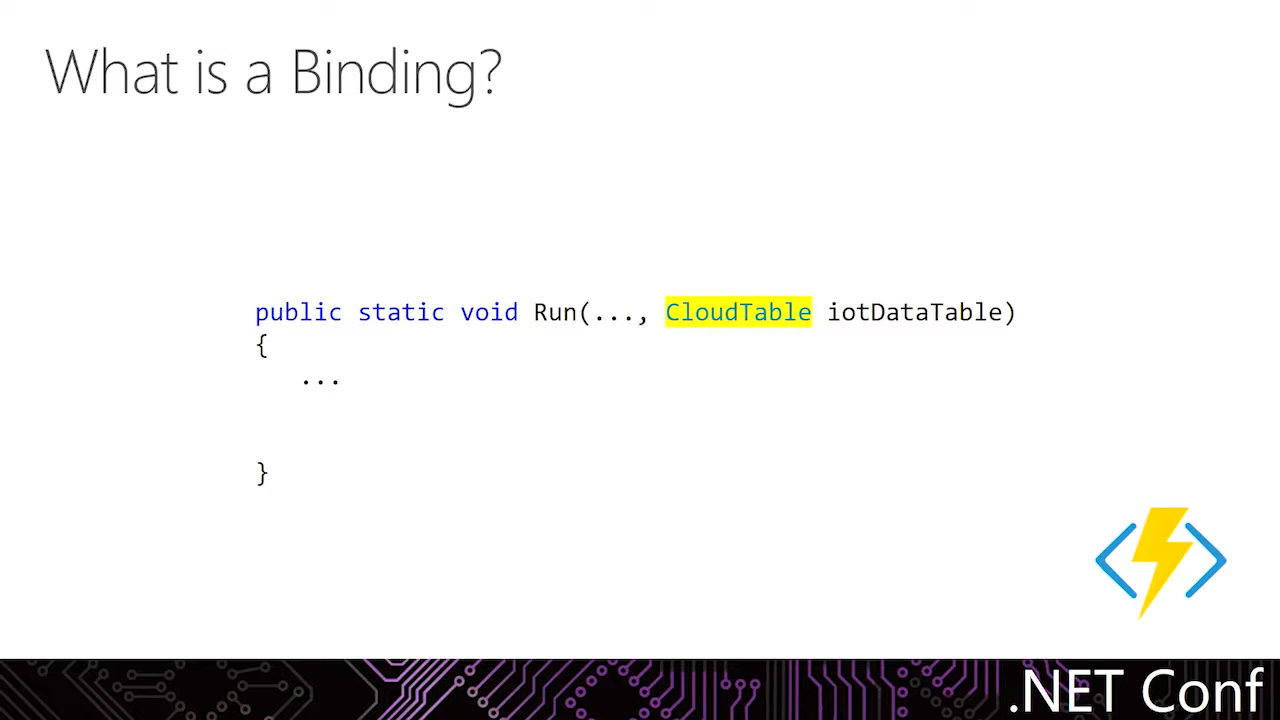 What is a Binding?
public static void Run(..., CloudTable iotDataTable)
{
...
}
.NET Conf